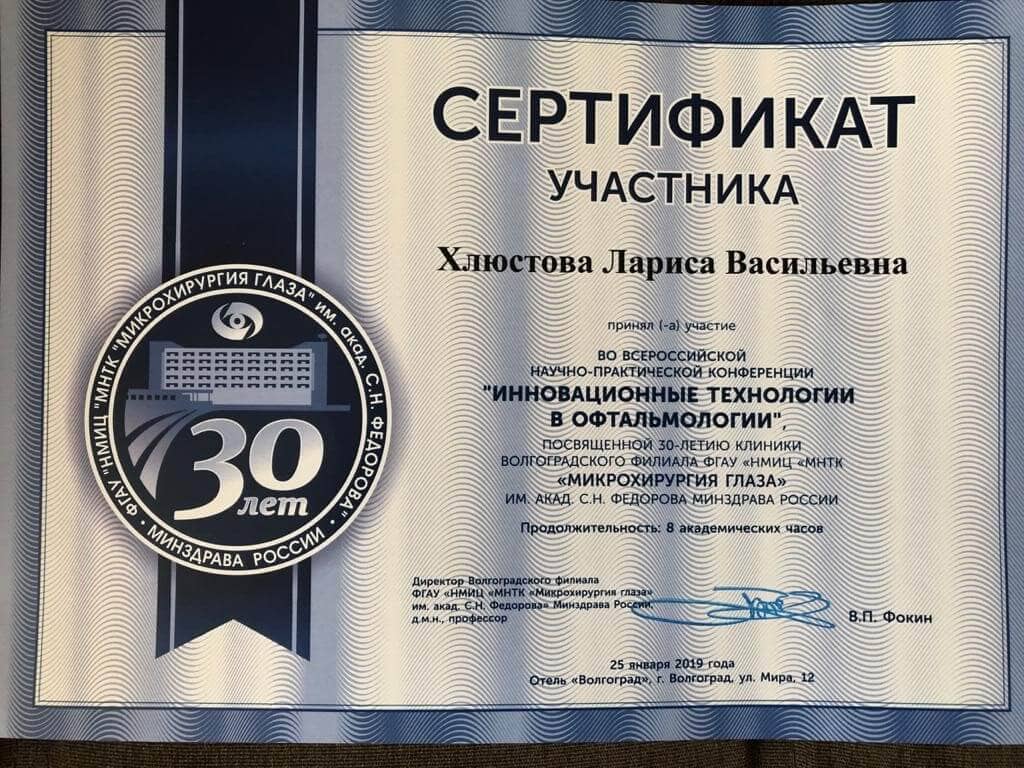 СЕРТИФИКАТ
УЧАСТНИКА
Хлюстова Лариса Васильевна
принял (-а) участие
ВО ВСЕРОССИЙСКОЙ
НАУЧНО-ПРАКТИЧЕСКОЙ КОНФЕРЕНЦИИ
"ИННОВАЦИОННЫЕ ТЕХНОЛОГИИ
В ОФТАЛЬМОЛОГИИ",
ПОСВЯЩЕННОЙ 30-ЛЕТИЮ КЛИНИКИ
ВОЛГОГРАДСКОГО ФИЛИАЛА ФГАУ «НМИЦ «МНТК
«МИКРОХИРУРГИЯ ГЛАЗА»
ИМ. АКАД. С.Н. ФЕДОРОВА МИНЗДРАВА РОССИИ
Продолжительность: 8 академических часов
ФГАУ "НМИЦ "МНТК "МИКРОХИРУРГИЯ ГЛАЗА" им. акад. С.Н. ФЕДОРОВА"
30
лет
• МИНЗДРАВА РОССИИ •
Директор Волгоградского филиала
ФГАУ «НМИЦ «МНТК «Микрохирургия глаза»
им. акад. С.Н. Федорова» Минздрава России,
д.м.н., профессор
В.П. Фокин
25 января 2019 года
Отель «Волгоград», г. Волгоград, ул. Мира, 12